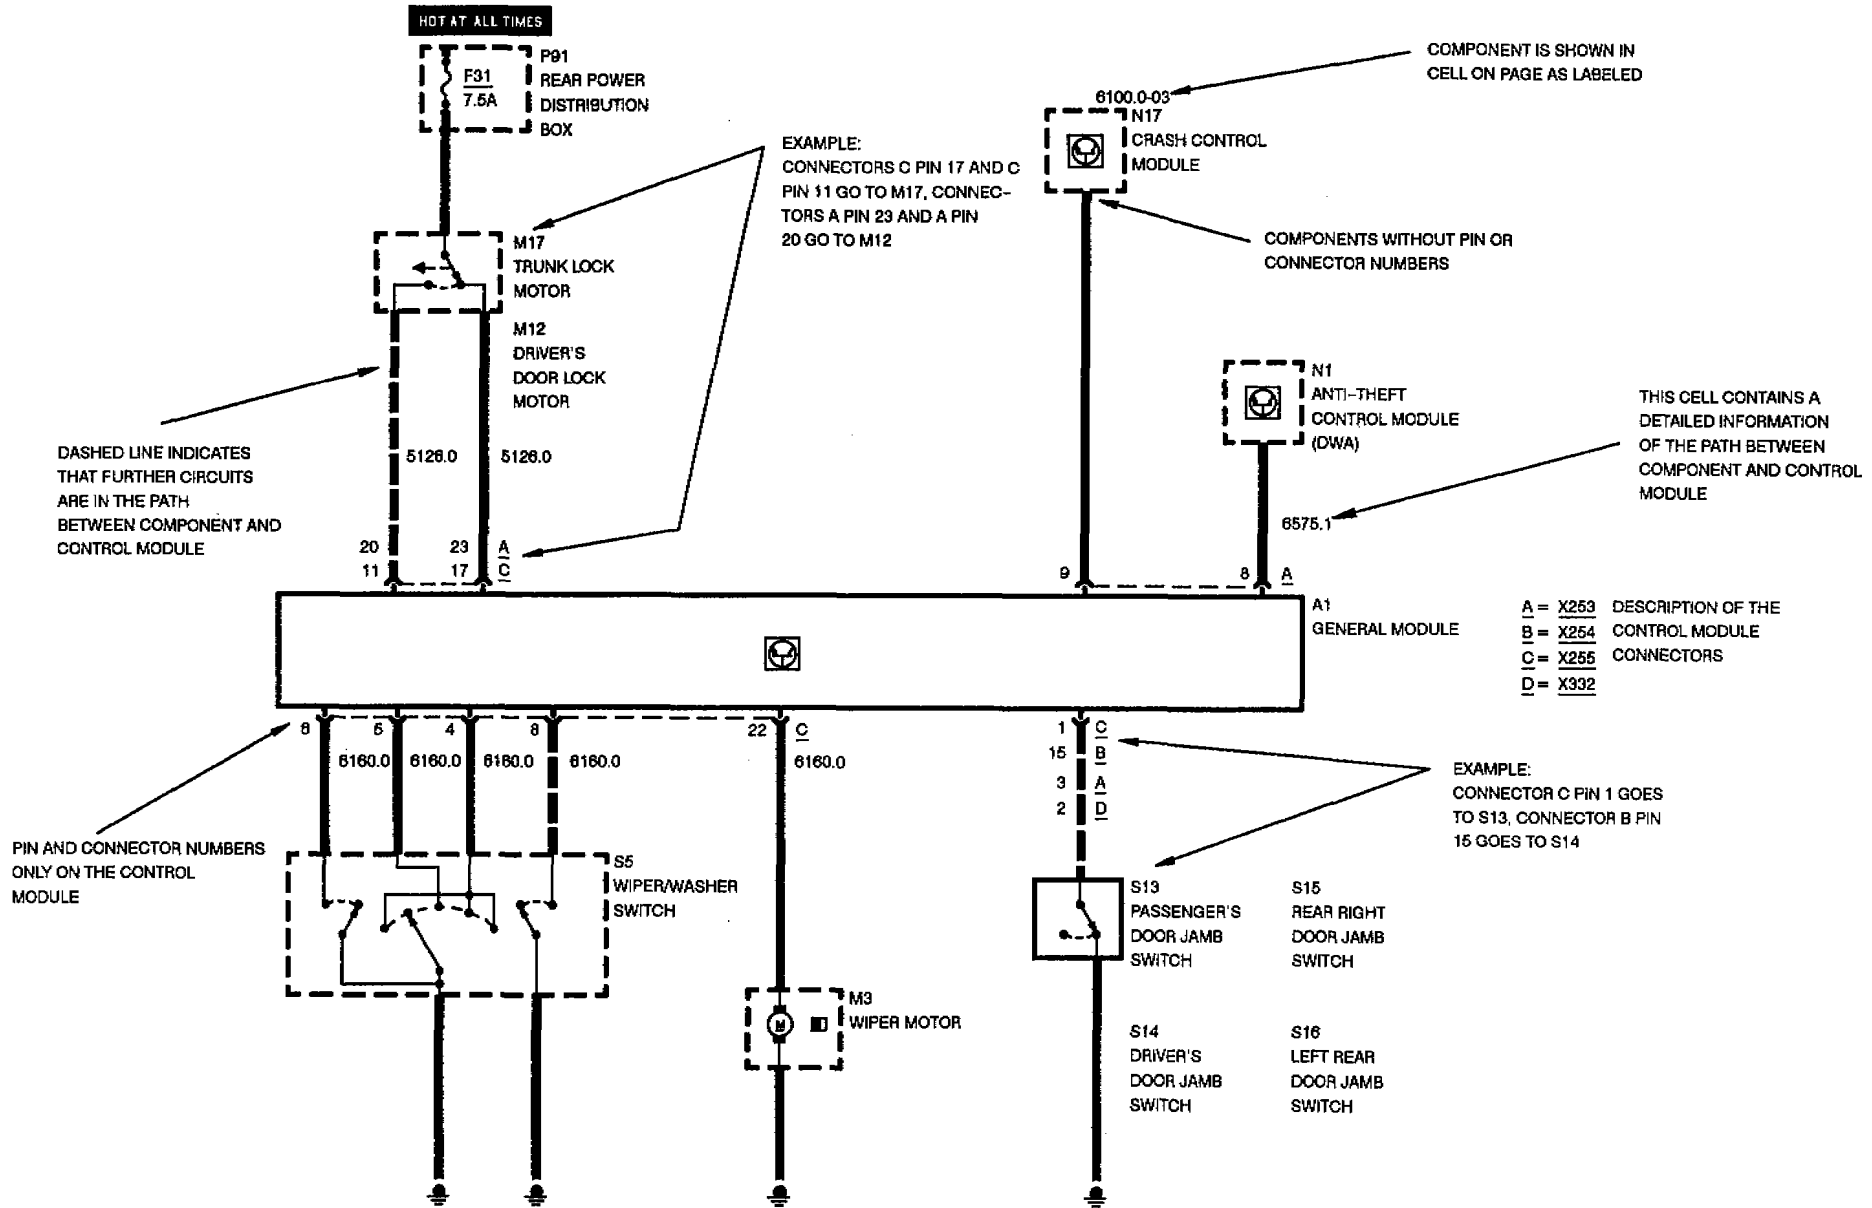 HOT AT ALL TIMES
P91
REAR POWER
DISTRIBUTION
BOX
F31
7.5A
COMPONENT IS SHOWN IN
CELL ON PAGE AS LABELED
6100.0-03
N17
CRASH CONTROL
MODULE
EXAMPLE:
CONNECTORS C PIN 17 AND C
PIN 11 GO TO M17, CONNEC-
TORS A PIN 23 AND A PIN
20 GO TO M12
COMPONENTS WITHOUT PIN OR
CONNECTOR NUMBERS
M17
TRUNK LOCK
MOTOR
M12
DRIVER'S
DOOR LOCK
MOTOR
N1
ANTI-THEFT
CONTROL MODULE
(DWA)
THIS CELL CONTAINS A
DETAILED INFORMATION
OF THE PATH BETWEEN
COMPONENT AND CONTROL
MODULE
DASHED LINE INDICATES
THAT FURTHER CIRCUITS
ARE IN THE PATH
BETWEEN COMPONENT AND
CONTROL MODULE
5126.0 5126.0
6575.1
20 23 A
11 17 C
9 8 A
A1
GENERAL MODULE
A = X253 DESCRIPTION OF THE
B = X254 CONTROL MODULE
C = X255 CONNECTORS
D = X332
6 5 4 8 22 C
6160.0 6160.0 6160.0 6160.0 6160.0
1 C
15 B
3 A
2 D
EXAMPLE:
CONNECTOR C PIN 1 GOES
TO S13, CONNECTOR B PIN
15 GOES TO S14
PIN AND CONNECTOR NUMBERS
ONLY ON THE CONTROL
MODULE
S5
WIPER/WASHER
SWITCH
S13
PASSENGER'S
DOOR JAMB
SWITCH
S15
REAR RIGHT
DOOR JAMB
SWITCH
M3
WIPER MOTOR
M
S14
DRIVER'S
DOOR JAMB
SWITCH
S16
LEFT REAR
DOOR JAMB
SWITCH